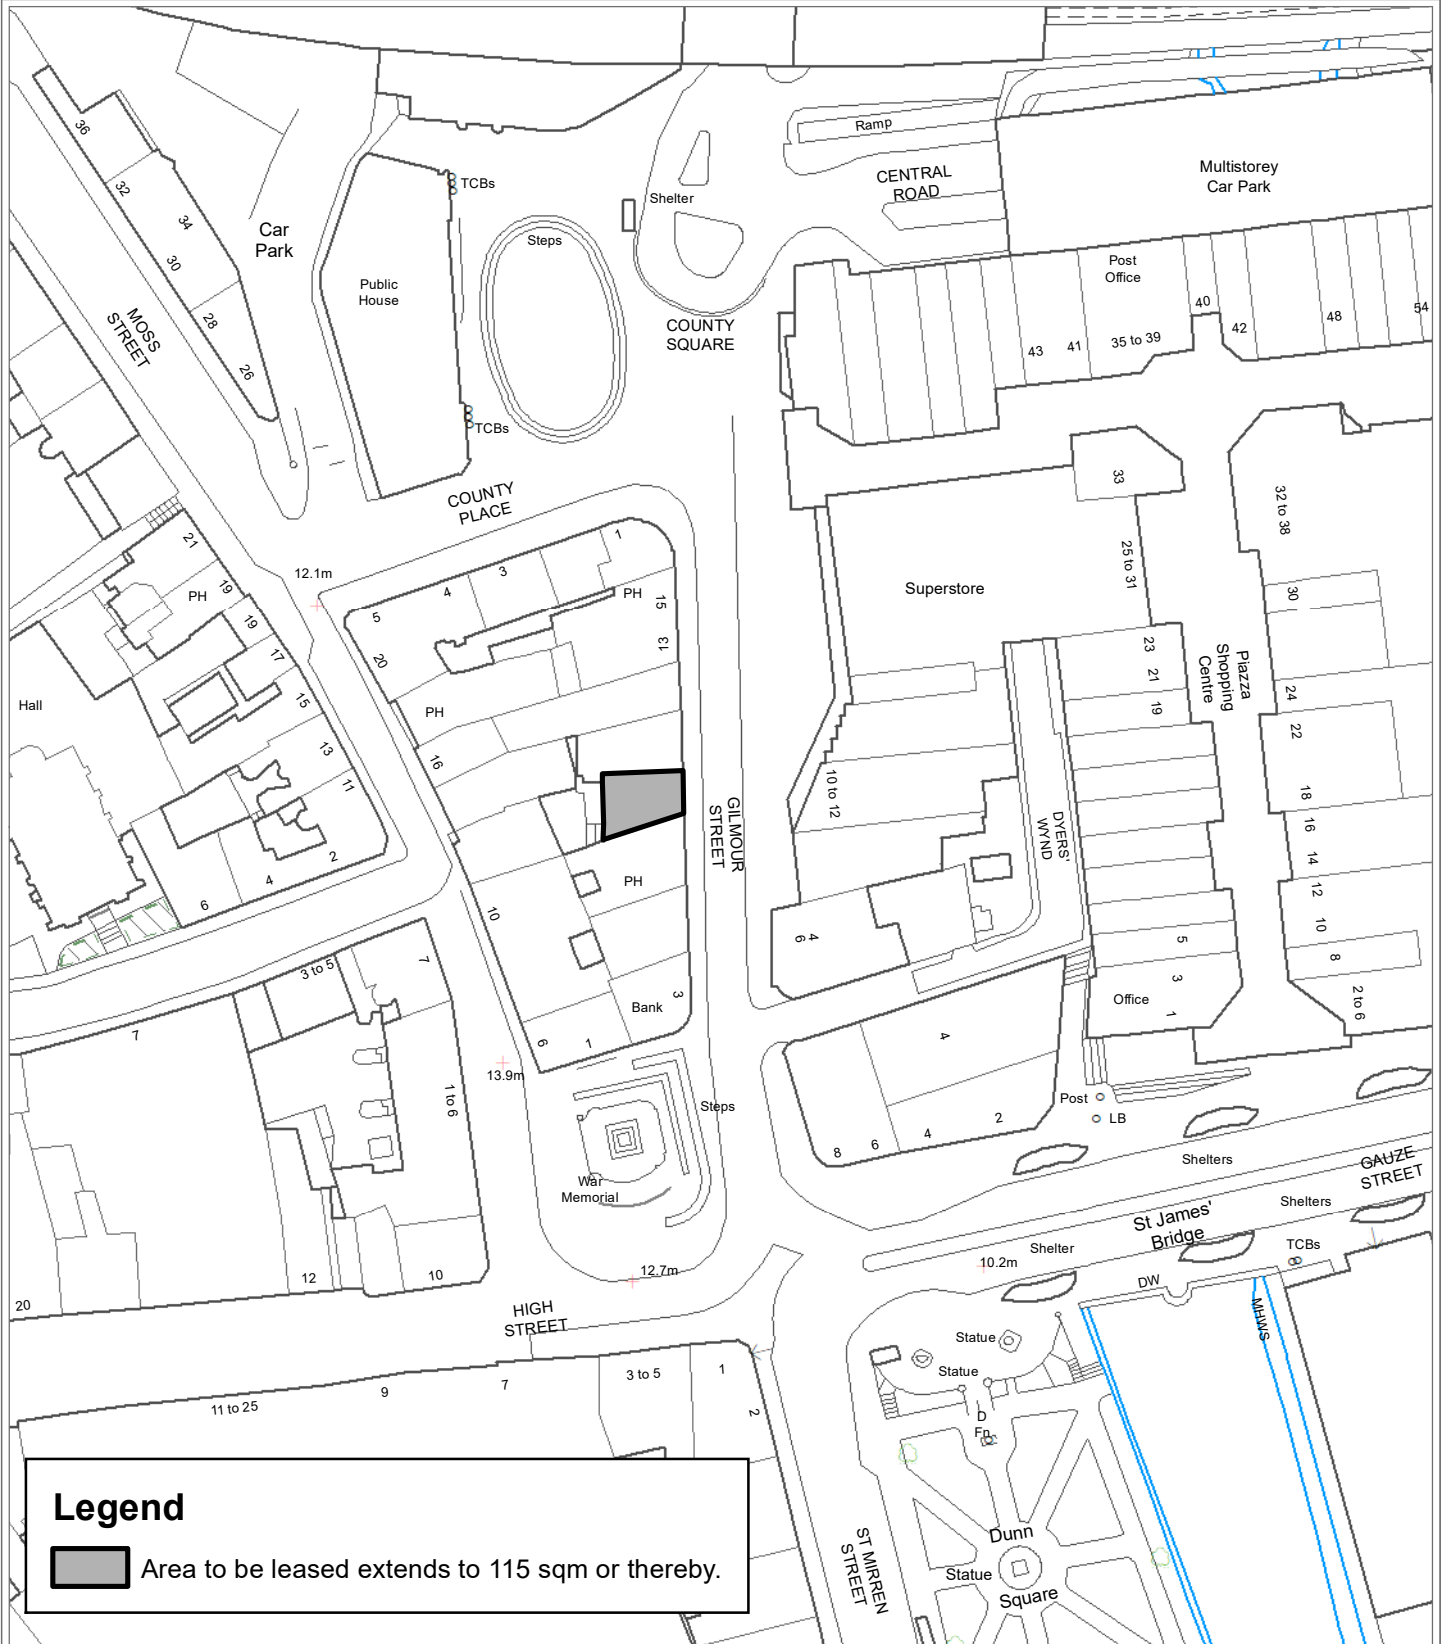 36
32
34
30
28
26
MOSS
STREET
Car
Park
Public
House
TCBs
TCBs
Steps
Shelter
Ramp
CENTRAL
ROAD
Multistorey
Car Park
COUNTY
SQUARE
Post
Office
43
41
35 to 39
40
42
48
54
COUNTY
PLACE
33
32 to 38
25 to 31
30
Superstore
23
21
19
Piazza
Shopping
Centre
24
22
18
16
14
12
10
8
2 to 6
5
3
1
Office
21
PH
19
19
17
15
13
11
Hall
2
4
6
12.1m
1
3
4
5
20
PH
15
13
PH
16
GILMOUR
STREET
10 to 12
DYERS'
WYND
PH
10
6
4
3
Bank
1
6
3 to 5
7
7
1 to 6
13.9m
Steps
War
Memorial
4
2
4
6
8
Post
LB
Shelters
GAUZE
STREET
Shelters
St James'
Bridge
Shelter
TCBs
10.2m
DW
MHWS
12.7m
20
12
10
HIGH
STREET
Statue
Statue
D
Fn
11 to 25
9
7
3 to 5
1
2
ST MIRREN
STREET
Dunn
Statue
Square
Legend
Area to be leased extends to 115 sqm or thereby.